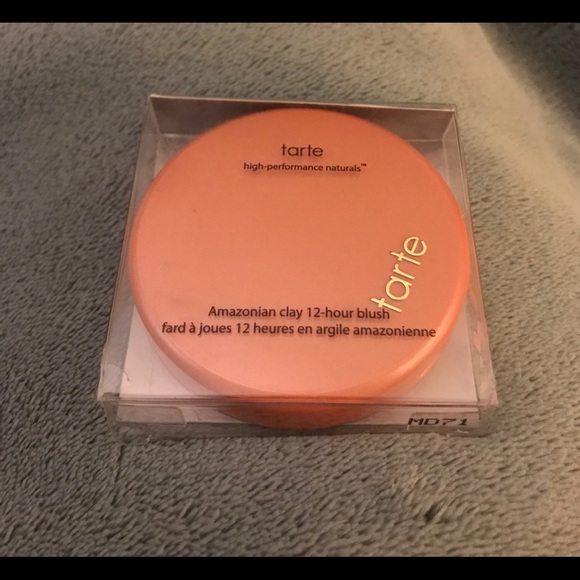 tarte
high-performance naturals™
tarte
Amazonian clay 12-hour blush
fard à joues 12 heures en argile amazonienne
MD71